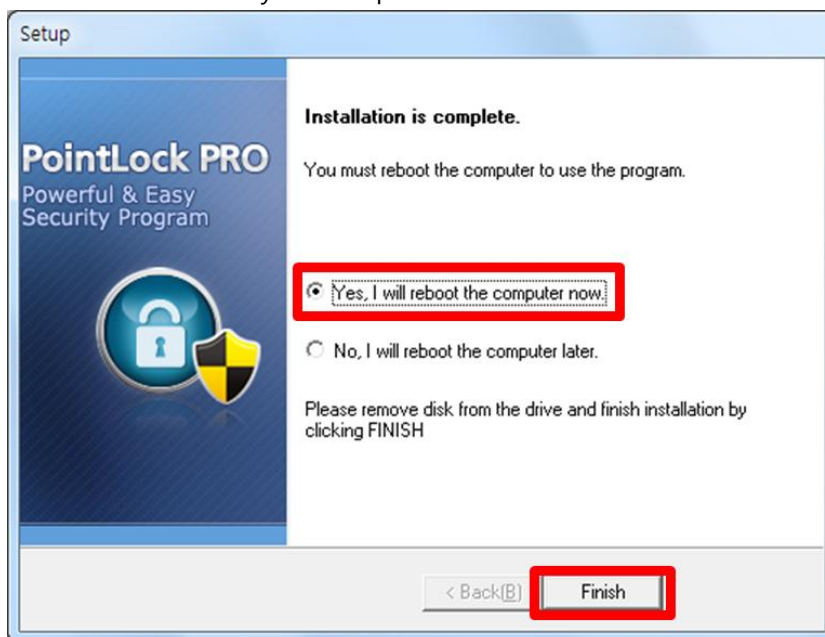 Setup
PointLock PRO
Powerful & Easy
Security Program
Installation is complete.
You must reboot the computer to use the program.
Yes, I will reboot the computer now.
No, I will reboot the computer later.
Please remove disk from the drive and finish installation by
clicking FINISH
< Back(B)
Finish